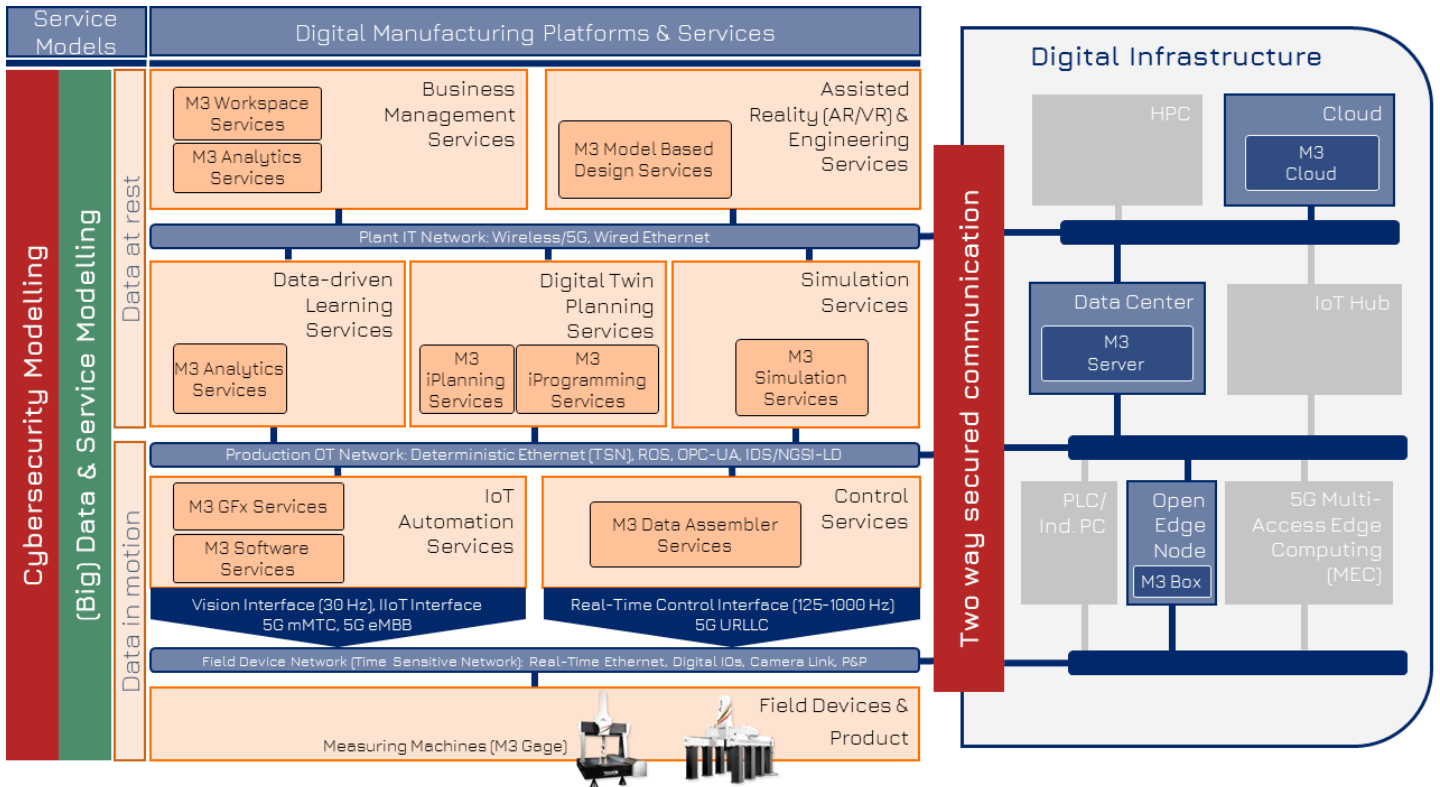 Service
Models
Digital Manufacturing Platforms & Services
Cybersecurity Modelling
(Big) Data & Service Modelling
Data at rest
Data in motion
Business
Management
Services
M3 Workspace
Services
M3 Analytics
Services
Assisted
Reality (AR/VR) &
Engineering
Services
M3 Model Based
Design Services
Plant IT Network: Wireless/5G, Wired Ethernet
Data-driven
Learning
Services
M3 Analytics
Services
Digital Twin
Planning
Services
M3
iPlanning
Services
M3
iProgramming
Services
Simulation
Services
M3
Simulation
Services
Production OT Network: Deterministic Ethernet (TSN), ROS, OPC-UA, IDS/NGSI-LD
IoT
Automation
Services
M3 GFx Services
M3 Software
Services
Control
Services
M3 Data Assembler
Services
Vision Interface (30 Hz), IIoT Interface
5G mMTC, 5G eMBB
Real-Time Control Interface (125-1000 Hz)
5G URLLC
Field Device Network (Time Sensitive Network): Real-Time Ethernet, Digital IOs, Camera Link, P&P
Field Devices &
Product
Measuring Machines (M3 Gage)
Two way secured communication
Digital Infrastructure
HPC
Cloud
M3
Cloud
Data Center
M3
Server
IoT Hub
PLC/
Ind. PC
Open
Edge
Node
M3 Box
5G Multi-
Access Edge
Computing
(MEC)